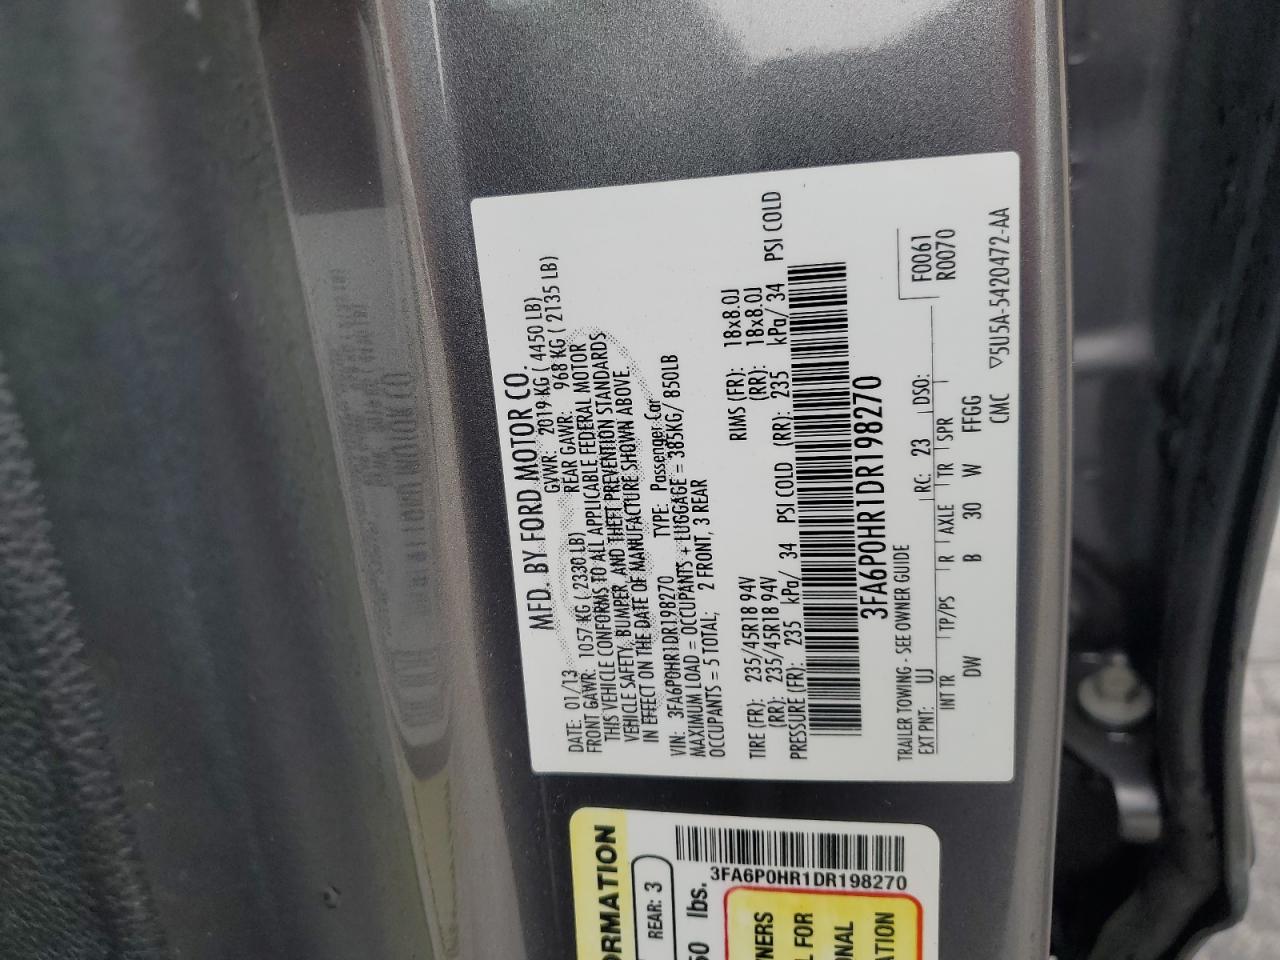 MFD. BY FORD MOTOR CO.
DATE: 01/13 GVWR: 2019 KG ( 4450 LB)
FRONT GAWR: 1057 KG ( 2330 LB) REAR GAWR: 968 KG ( 2135 LB)
THIS VEHICLE CONFORMS TO ALL APPLICABLE FEDERAL MOTOR
VEHICLE SAFETY, BUMPER, AND THEFT PREVENTION STANDARDS
IN EFFECT ON THE DATE OF MANUFACTURE SHOWN ABOVE.
VIN: 3FA6P0HR1DR198270 TYPE: Passenger Car
MAXIMUM LOAD = OCCUPANTS + LUGGAGE = 385KG/ 850LB
OCCUPANTS = 5 TOTAL; 2 FRONT, 3 REAR
TIRE (FR): 235/45R18 94V RIMS (FR): 18x8.0J
(RR): 235/45R18 94V (RR): 18x8.0J
PRESSURE (FR): 235 kPa/ 34 PSI COLD (RR): 235 kPa/ 34 PSI COLD
3FA6P0HR1DR198270
F0061
R0070
TRAILER TOWING - SEE OWNER GUIDE
EXT PNT: UJ RC: 23 DSO:
INT TR TP/PS R AXLE TR SPR
DW B 30 W FFGG
CMC ▽5U5A-5420472-AA
ORMATION
REAR: 3
lbs.
3FA6P0HR1DR198270